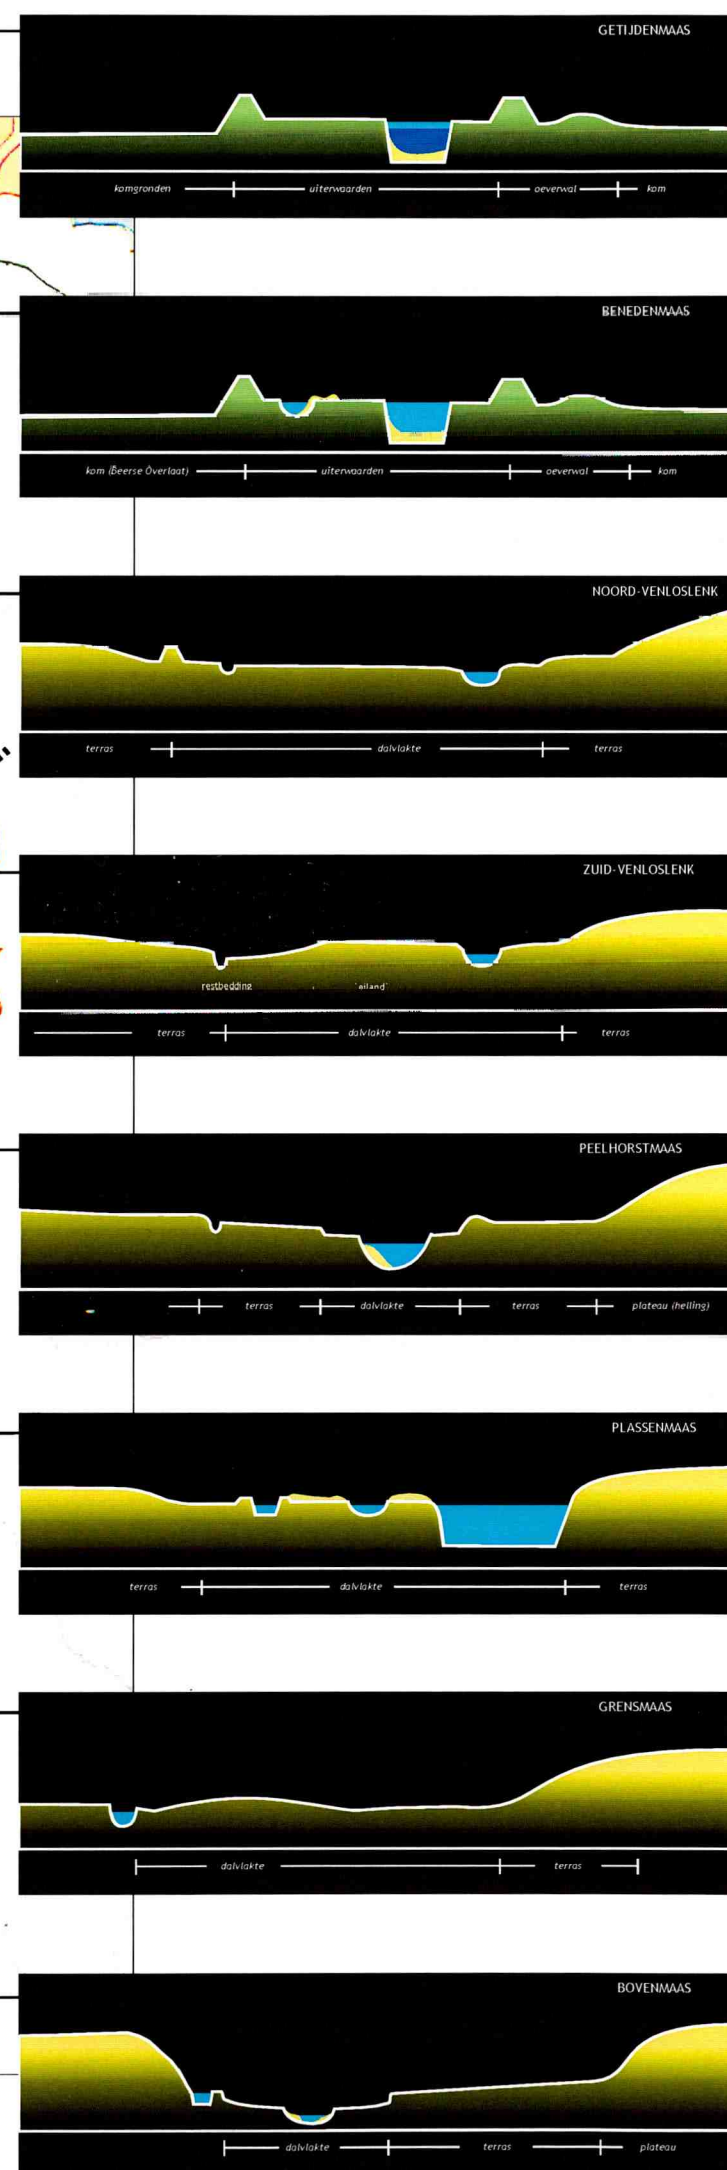 GETIJDENMAAS
komgronden uiterwaarden oeverwal kom
BENEDENMAAS
kom (Beerse Overlaat) uiterwaarden oeverwal kom
NOORD-VENLOSLENK
terras dalvlakte terras
ZUID-VENLOSLENK
restbedding 'eiland'
terras dalvlakte terras
PEELHORSTMAAS
terras dalvlakte terras plateau (helling)
PLASSENMAAS
terras dalvlakte terras
GRENSMAAS
dalvlakte terras
BOVENMAAS
dalvlakte terras plateau